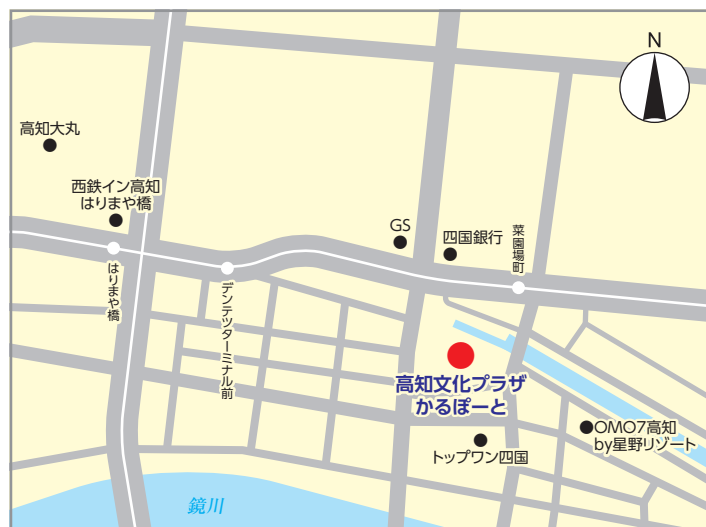 N
高知大丸
西鉄イン高知
はりまや橋
GS
四国銀行
菜園場町
はりまや橋
デンテツターミナル前
高知文化プラザ
かるぽーと
OMO7高知
by星野リゾート
トップワン四国
鏡川